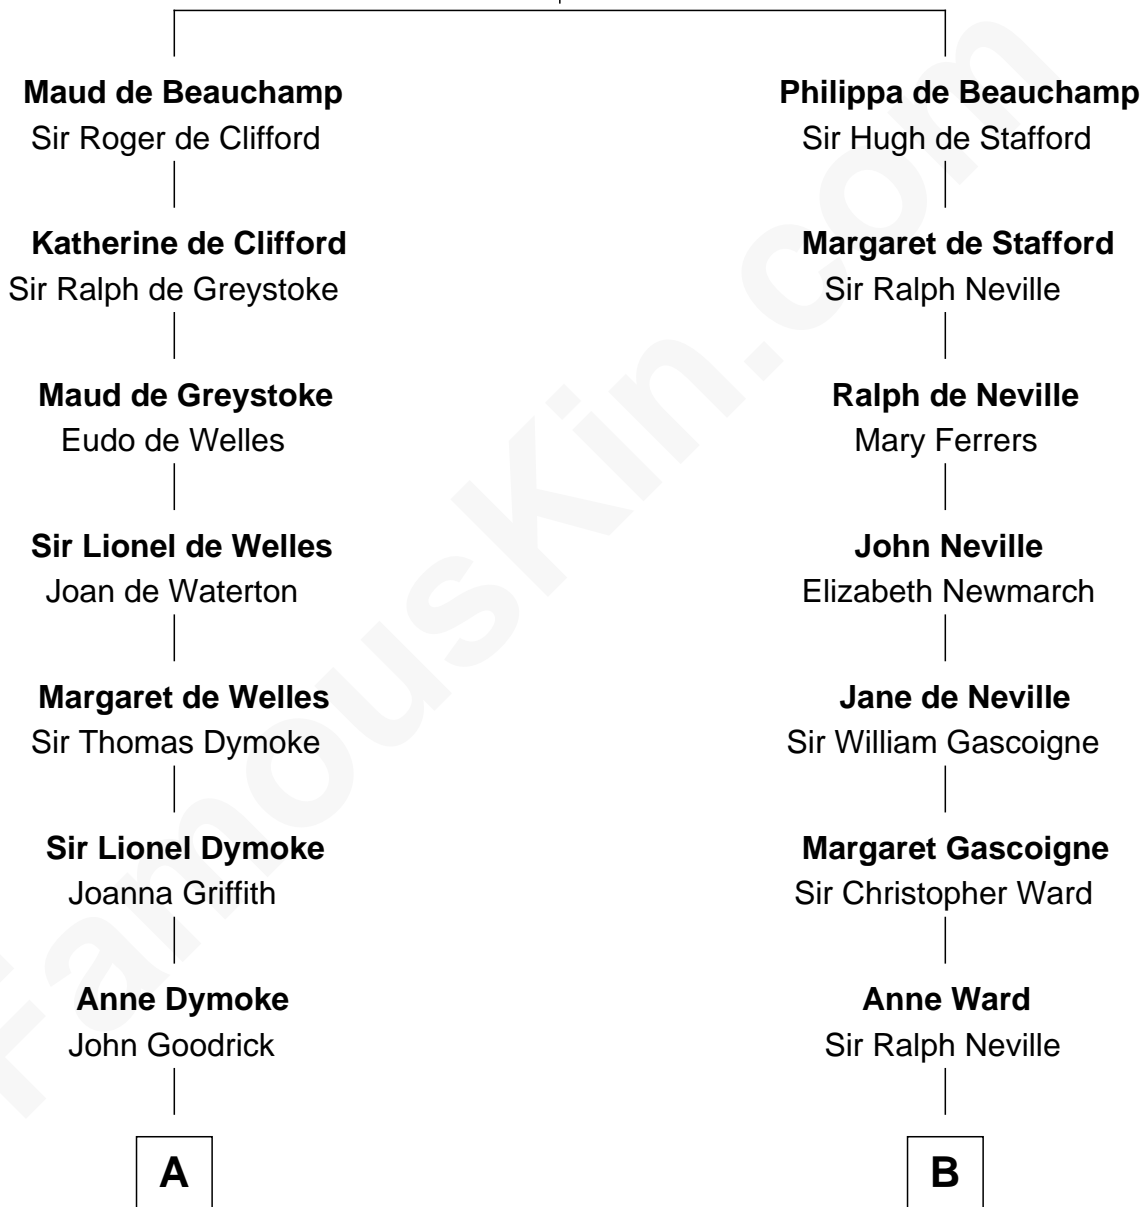 Maud de Beauchamp
Sir Roger de Clifford
Katherine de Clifford
Sir Ralph de Greystoke
Maud de Greystoke
Eudo de Welles
Sir Lionel de Welles
Joan de Waterton
Margaret de Welles
Sir Thomas Dymoke
Sir Lionel Dymoke
Joanna Griffith
Anne Dymoke
John Goodrick
A
Philippa de Beauchamp
Sir Hugh de Stafford
Margaret de Stafford
Sir Ralph Neville
Ralph de Neville
Mary Ferrers
John Neville
Elizabeth Newmarch
Jane de Neville
Sir William Gascoigne
Margaret Gascoigne
Sir Christopher Ward
Anne Ward
Sir Ralph Neville
B
FamousKin.com